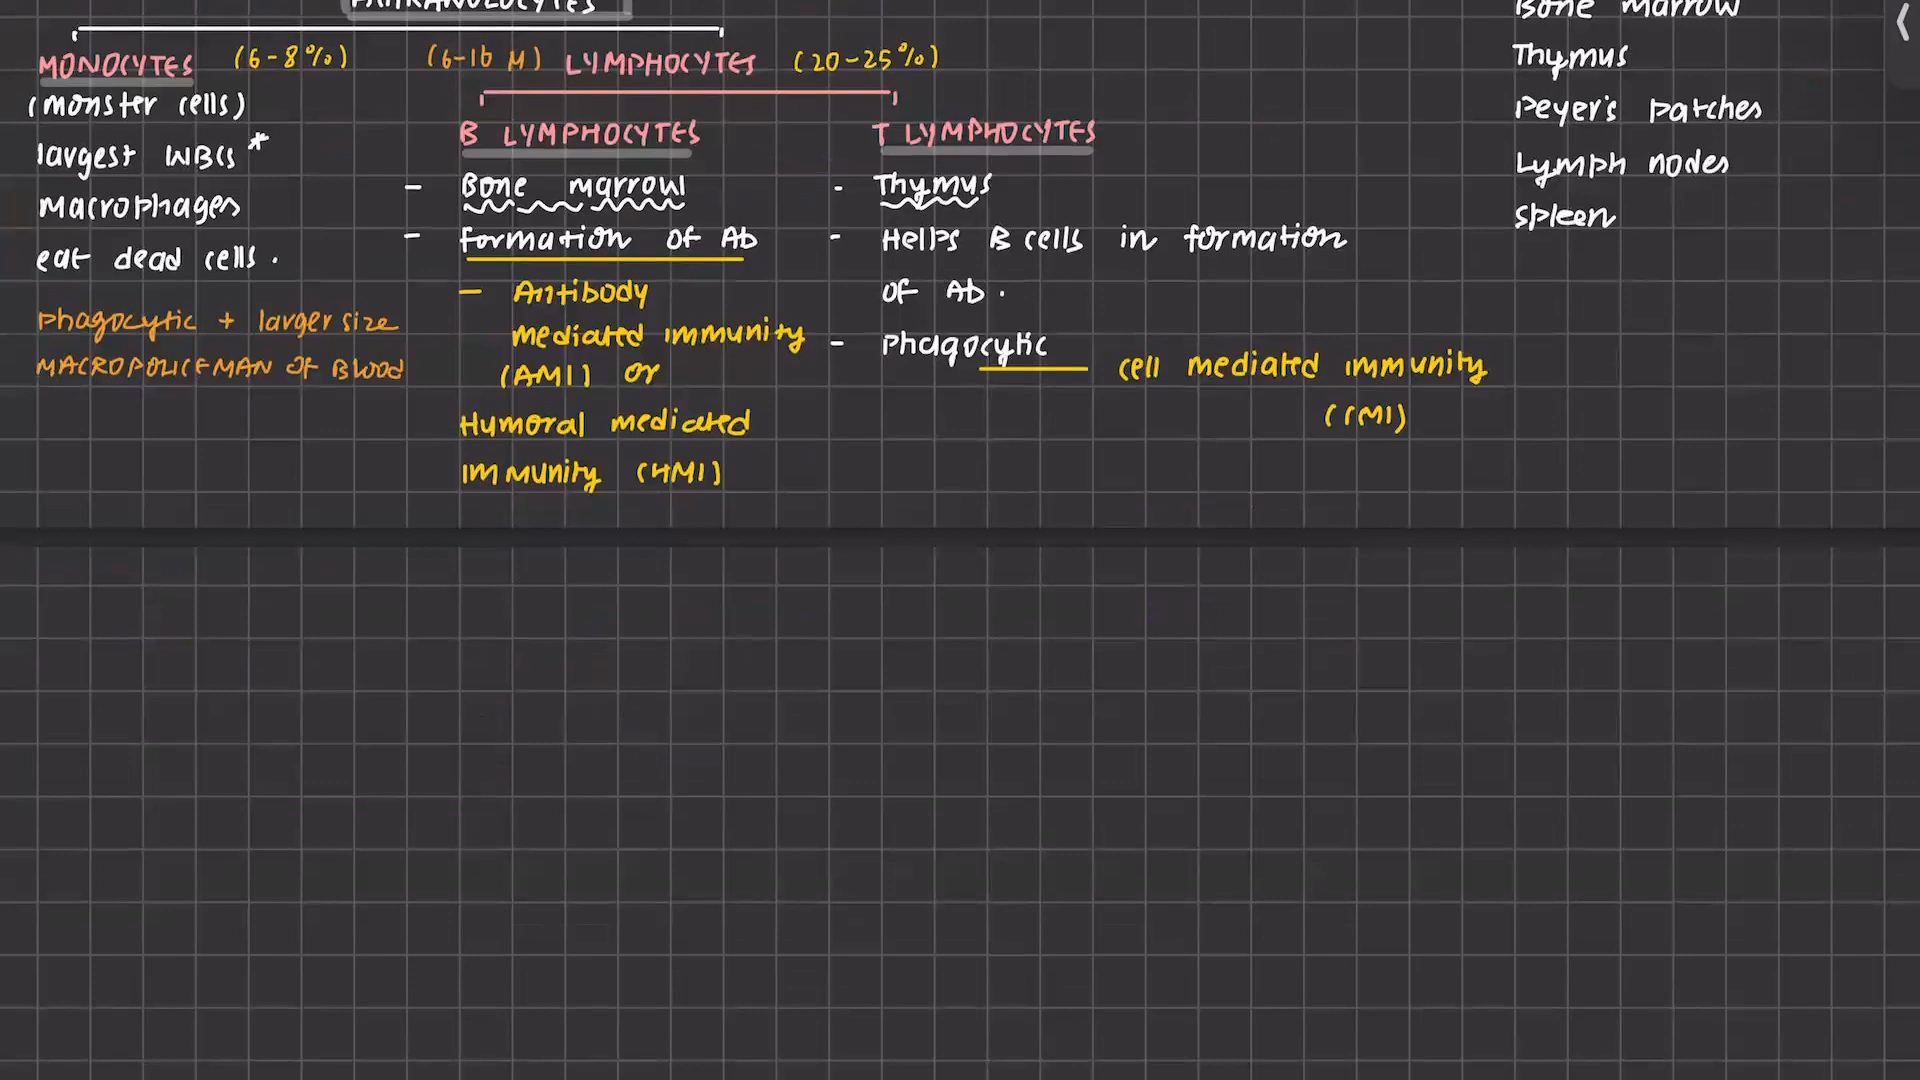 MONOCYTES (6-8%) (6-16 µ) LYMPHOCYTES (20-25%)
(monster cells)
largest WBCs *
Macrophages
eat dead cells.
Phagocytic + larger size
MACROPOLICEMAN OF BLOOD
B LYMPHOCYTES
- Bone marrow
- formation of Ab
- Antibody
mediated immunity
(AMI) or
Humoral mediated
immunity (HMI)
T LYMPHOCYTES
- Thymus
- Helps B cells in formation
of Ab.
- Phagocytic
cell mediated immunity
(CMI)
Bone marrow
Thymus
Peyer's patches
Lymph nodes
spleen